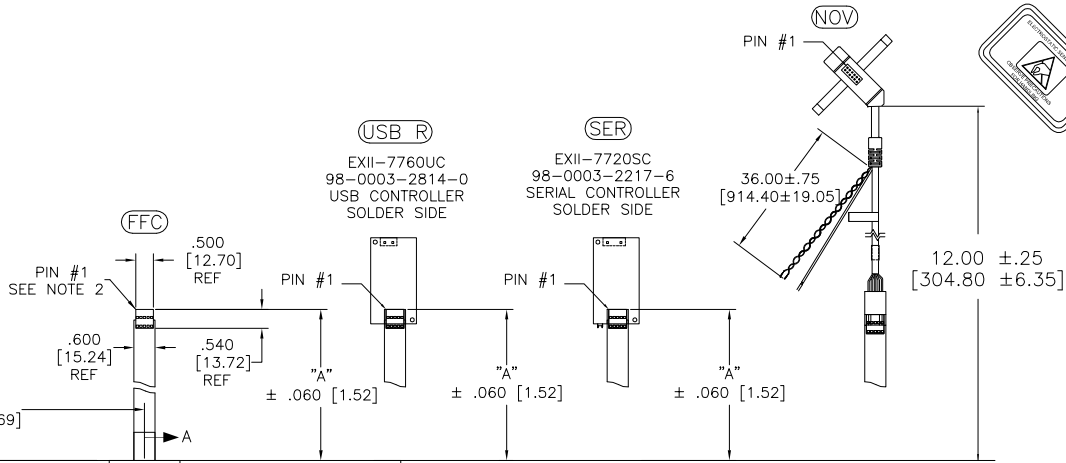 NOV
PIN #1
ELECTROSTATIC
USB R
EXII-7760UC
98-0003-2814-0
USB CONTROLLER
SOLDER SIDE
SER
EXII-7720SC
98-0003-2217-6
SERIAL CONTROLLER
SOLDER SIDE
36.00±.75
[914.40±19.05]
FFC
.500
[12.70]
REF
PIN #1
SEE NOTE 2
PIN #1
PIN #1
12.00 ±.25
[304.80 ±6.35]
.600
[15.24]
REF
.540
[13.72]
REF
"A"
± .060 [1.52]
"A"
± .060 [1.52]
"A"
± .060 [1.52]
69]
A